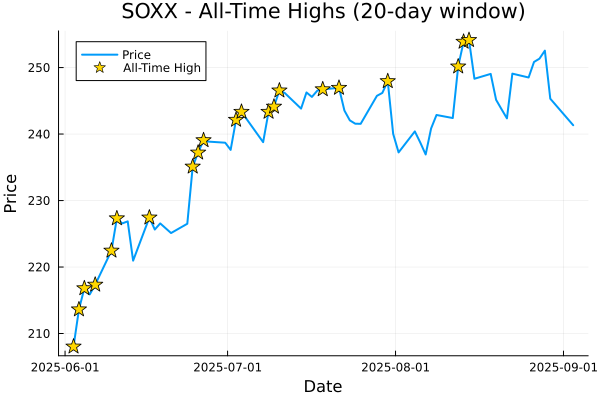 SOXX - All-Time Highs (20-day window)
Price
All-Time High
250
240
230
220
210
Price
2025-06-01
2025-07-01
2025-08-01
2025-09-01
Date